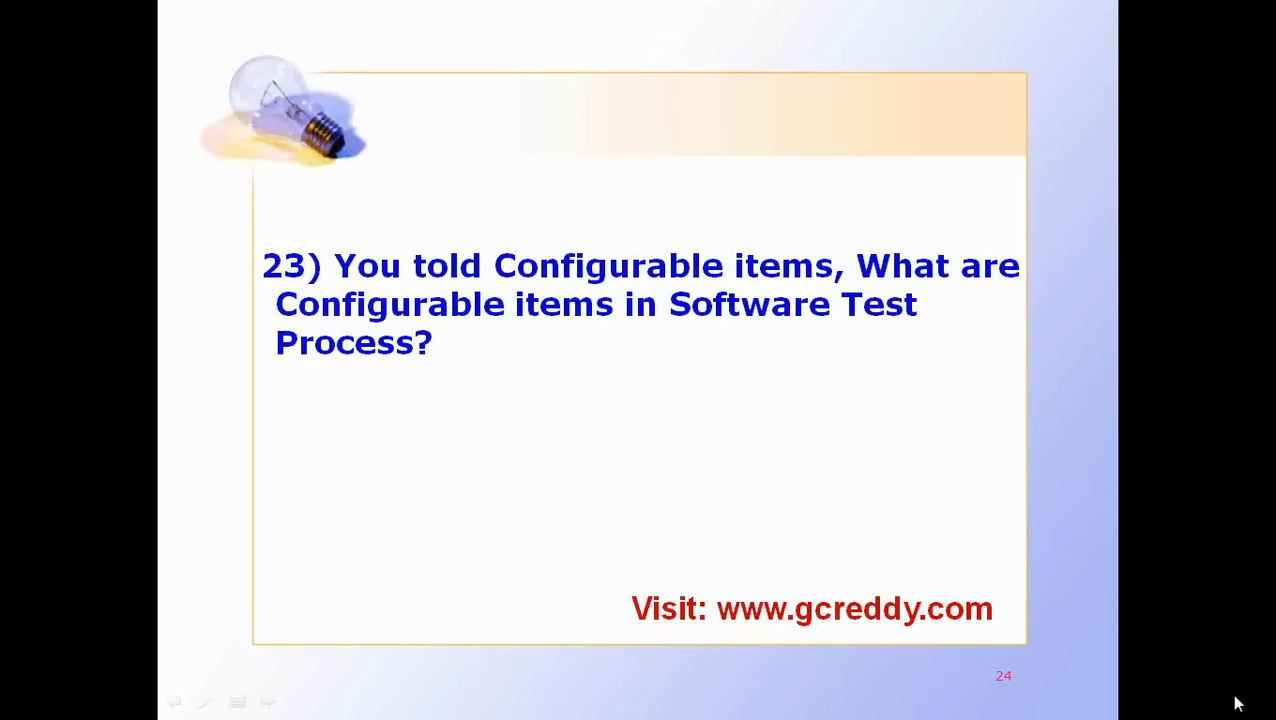 23) You told Configurable items, What are
Configurable items in Software Test
Process?
Visit: www.gcreddy.com
24